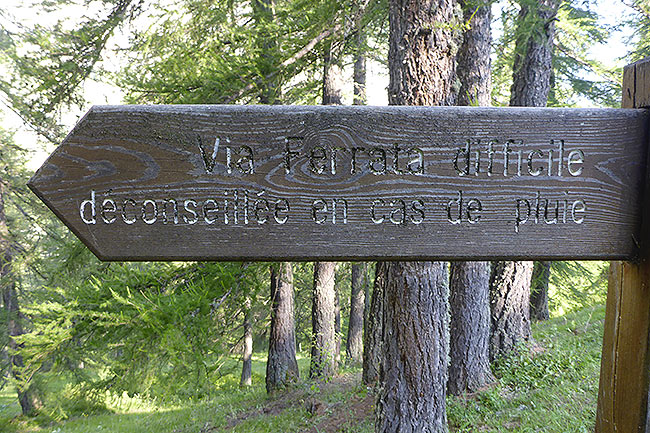 Via Ferrata difficile
déconseillée en cas de pluie